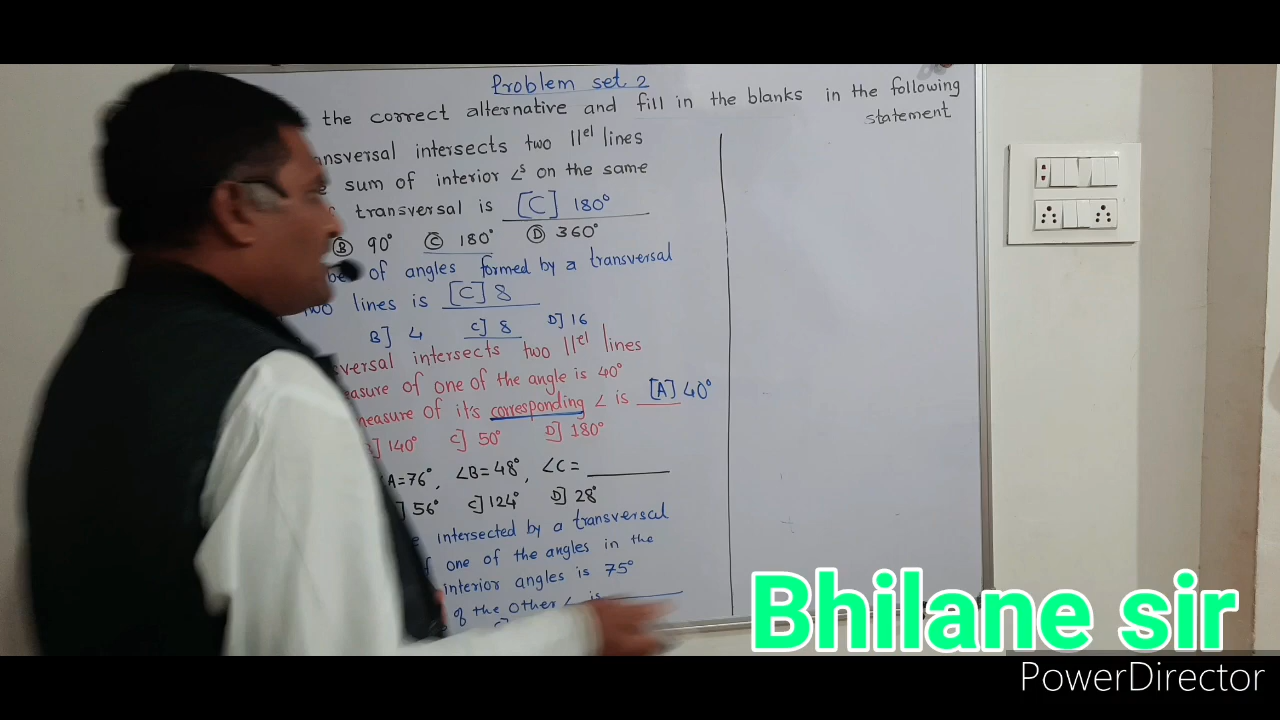 Problem set 2
the correct alternative and fill in the blanks in the following
statement
intersects two ||el lines
sum of interior ∠s on the same
transversal is [C] 180°
Ⓑ 90° Ⓒ 180° Ⓓ 360°
of angles formed by a transversal
two lines is [C] 8
B] 4 C] 8 D] 16
intersects two ||el lines
measure of one of the angle is 40°
measure of it's corresponding ∠ is [A] 40°
140° C] 50° D] 180°
∠A=76°, ∠B=48°, ∠C = ______
56° C] 124° D] 28°
intersected by a transversal
of one of the angles in the
interior angles is 75°
of the other ∠ is ______
Bhilane sir
PowerDirector